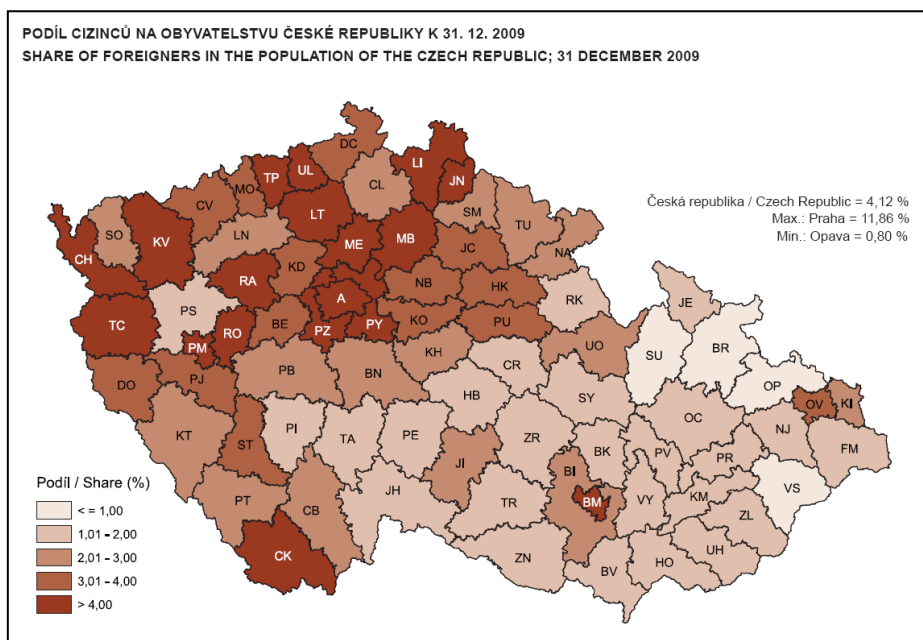 PODÍL CIZINCŮ NA OBYVATELSTVU ČESKÉ REPUBLIKY K 31. 12. 2009
SHARE OF FOREIGNERS IN THE POPULATION OF THE CZECH REPUBLIC; 31 DECEMBER 2009
Česká republika / Czech Republic = 4,12 %
Max.: Praha = 11,86 %
Min.: Opava = 0,80 %
DC
LI
UL
TP
JN
MO
CL
CV
LT
SM
TU
SO
KV
LN
ME
MB
JC
NA
CH
KD
RA
NB
HK
A
RK
JE
PS
TC
RO
BE
PZ
PY
KO
PU
PM
UO
SU
BR
KH
CR
OP
DO
PJ
PB
BN
HB
SY
OV
KI
OC
NJ
KT
ST
PI
TA
PE
JI
ZR
BK
PV
PR
FM
BI
PT
CB
JH
TR
BM
VY
KM
VS
ZL
CK
ZN
BV
HO
UH
Podíl / Share (%)
< = 1,00
1,01 – 2,00
2,01 – 3,00
3,01 – 4,00
> 4,00